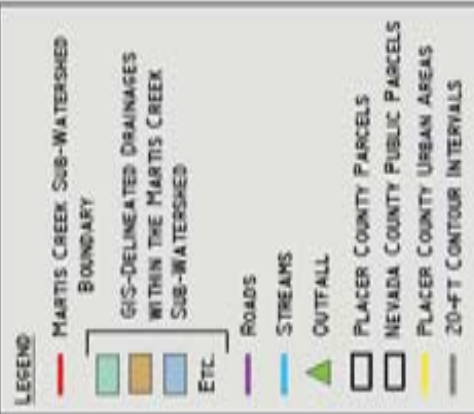 LEGEND
MARTIS CREEK SUB-WATERSHED
BOUNDARY
GIS-DELINEATED DRAINAGES
WITHIN THE MARTIS CREEK
SUB-WATERSHED
ETC.
ROADS
STREAMS
OUTFALL
PLACER COUNTY PARCELS
NEVADA COUNTY PUBLIC PARCELS
PLACER COUNTY URBAN AREAS
20-FT CONTOUR INTERVALS